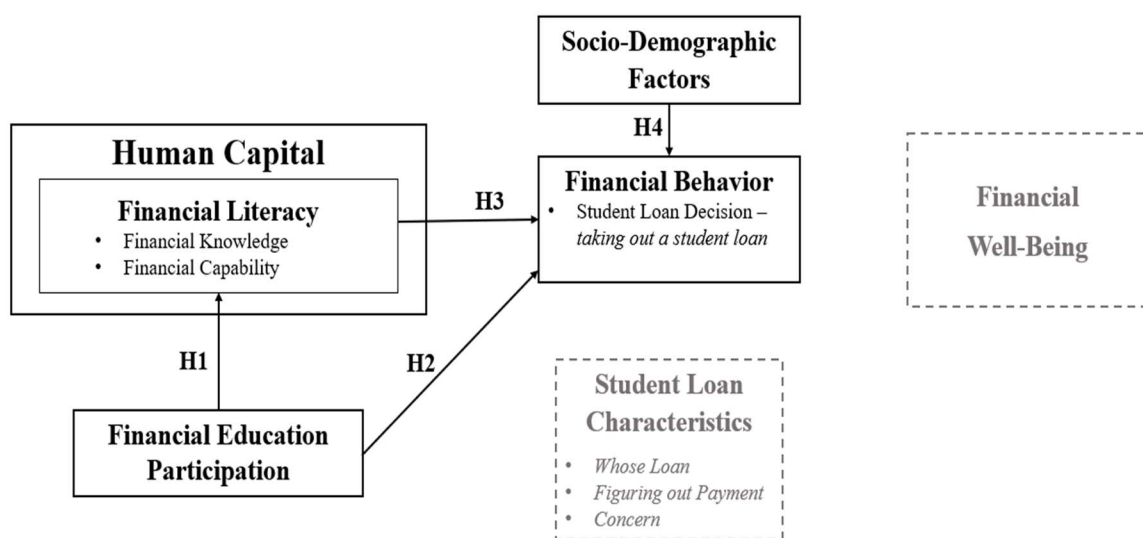 Socio-Demographic
Factors
H4
Human Capital
Financial Literacy
• Financial Knowledge
• Financial Capability
H3
Financial Behavior
• Student Loan Decision –
taking out a student loan
Financial
Well-Being
H1
H2
Financial Education
Participation
Student Loan
Characteristics
• Whose Loan
• Figuring out Payment
• Concern